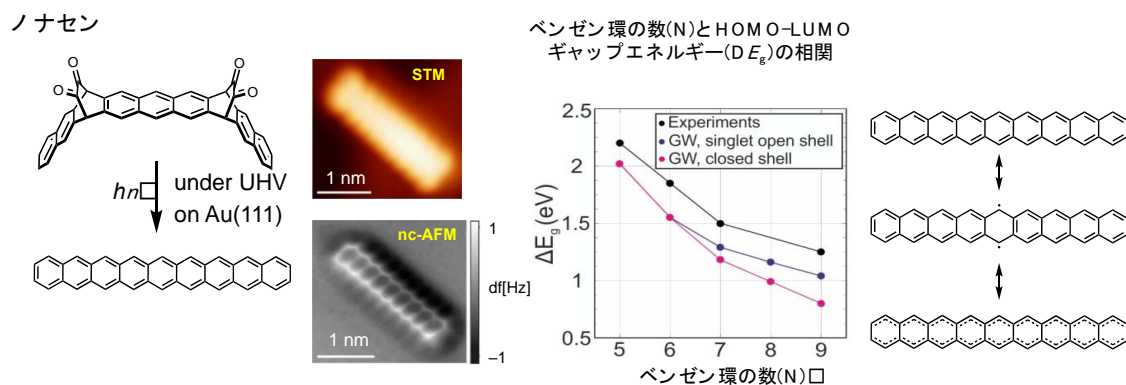 ノナセン
O
O
O
O
hn□
under UHV
on Au(111)
STM
1 nm
nc-AFM
1 nm
1
df[Hz]
–1
ベンゼン環の数(N)とHOMO-LUMO
ギャップエネルギー(DEg)の相関
Experiments
GW, singlet open shell
GW, closed shell
ΔEg (eV)
2.5
2
1.5
1
0.5
5 6 7 8 9
ベンゼン環の数(N)□